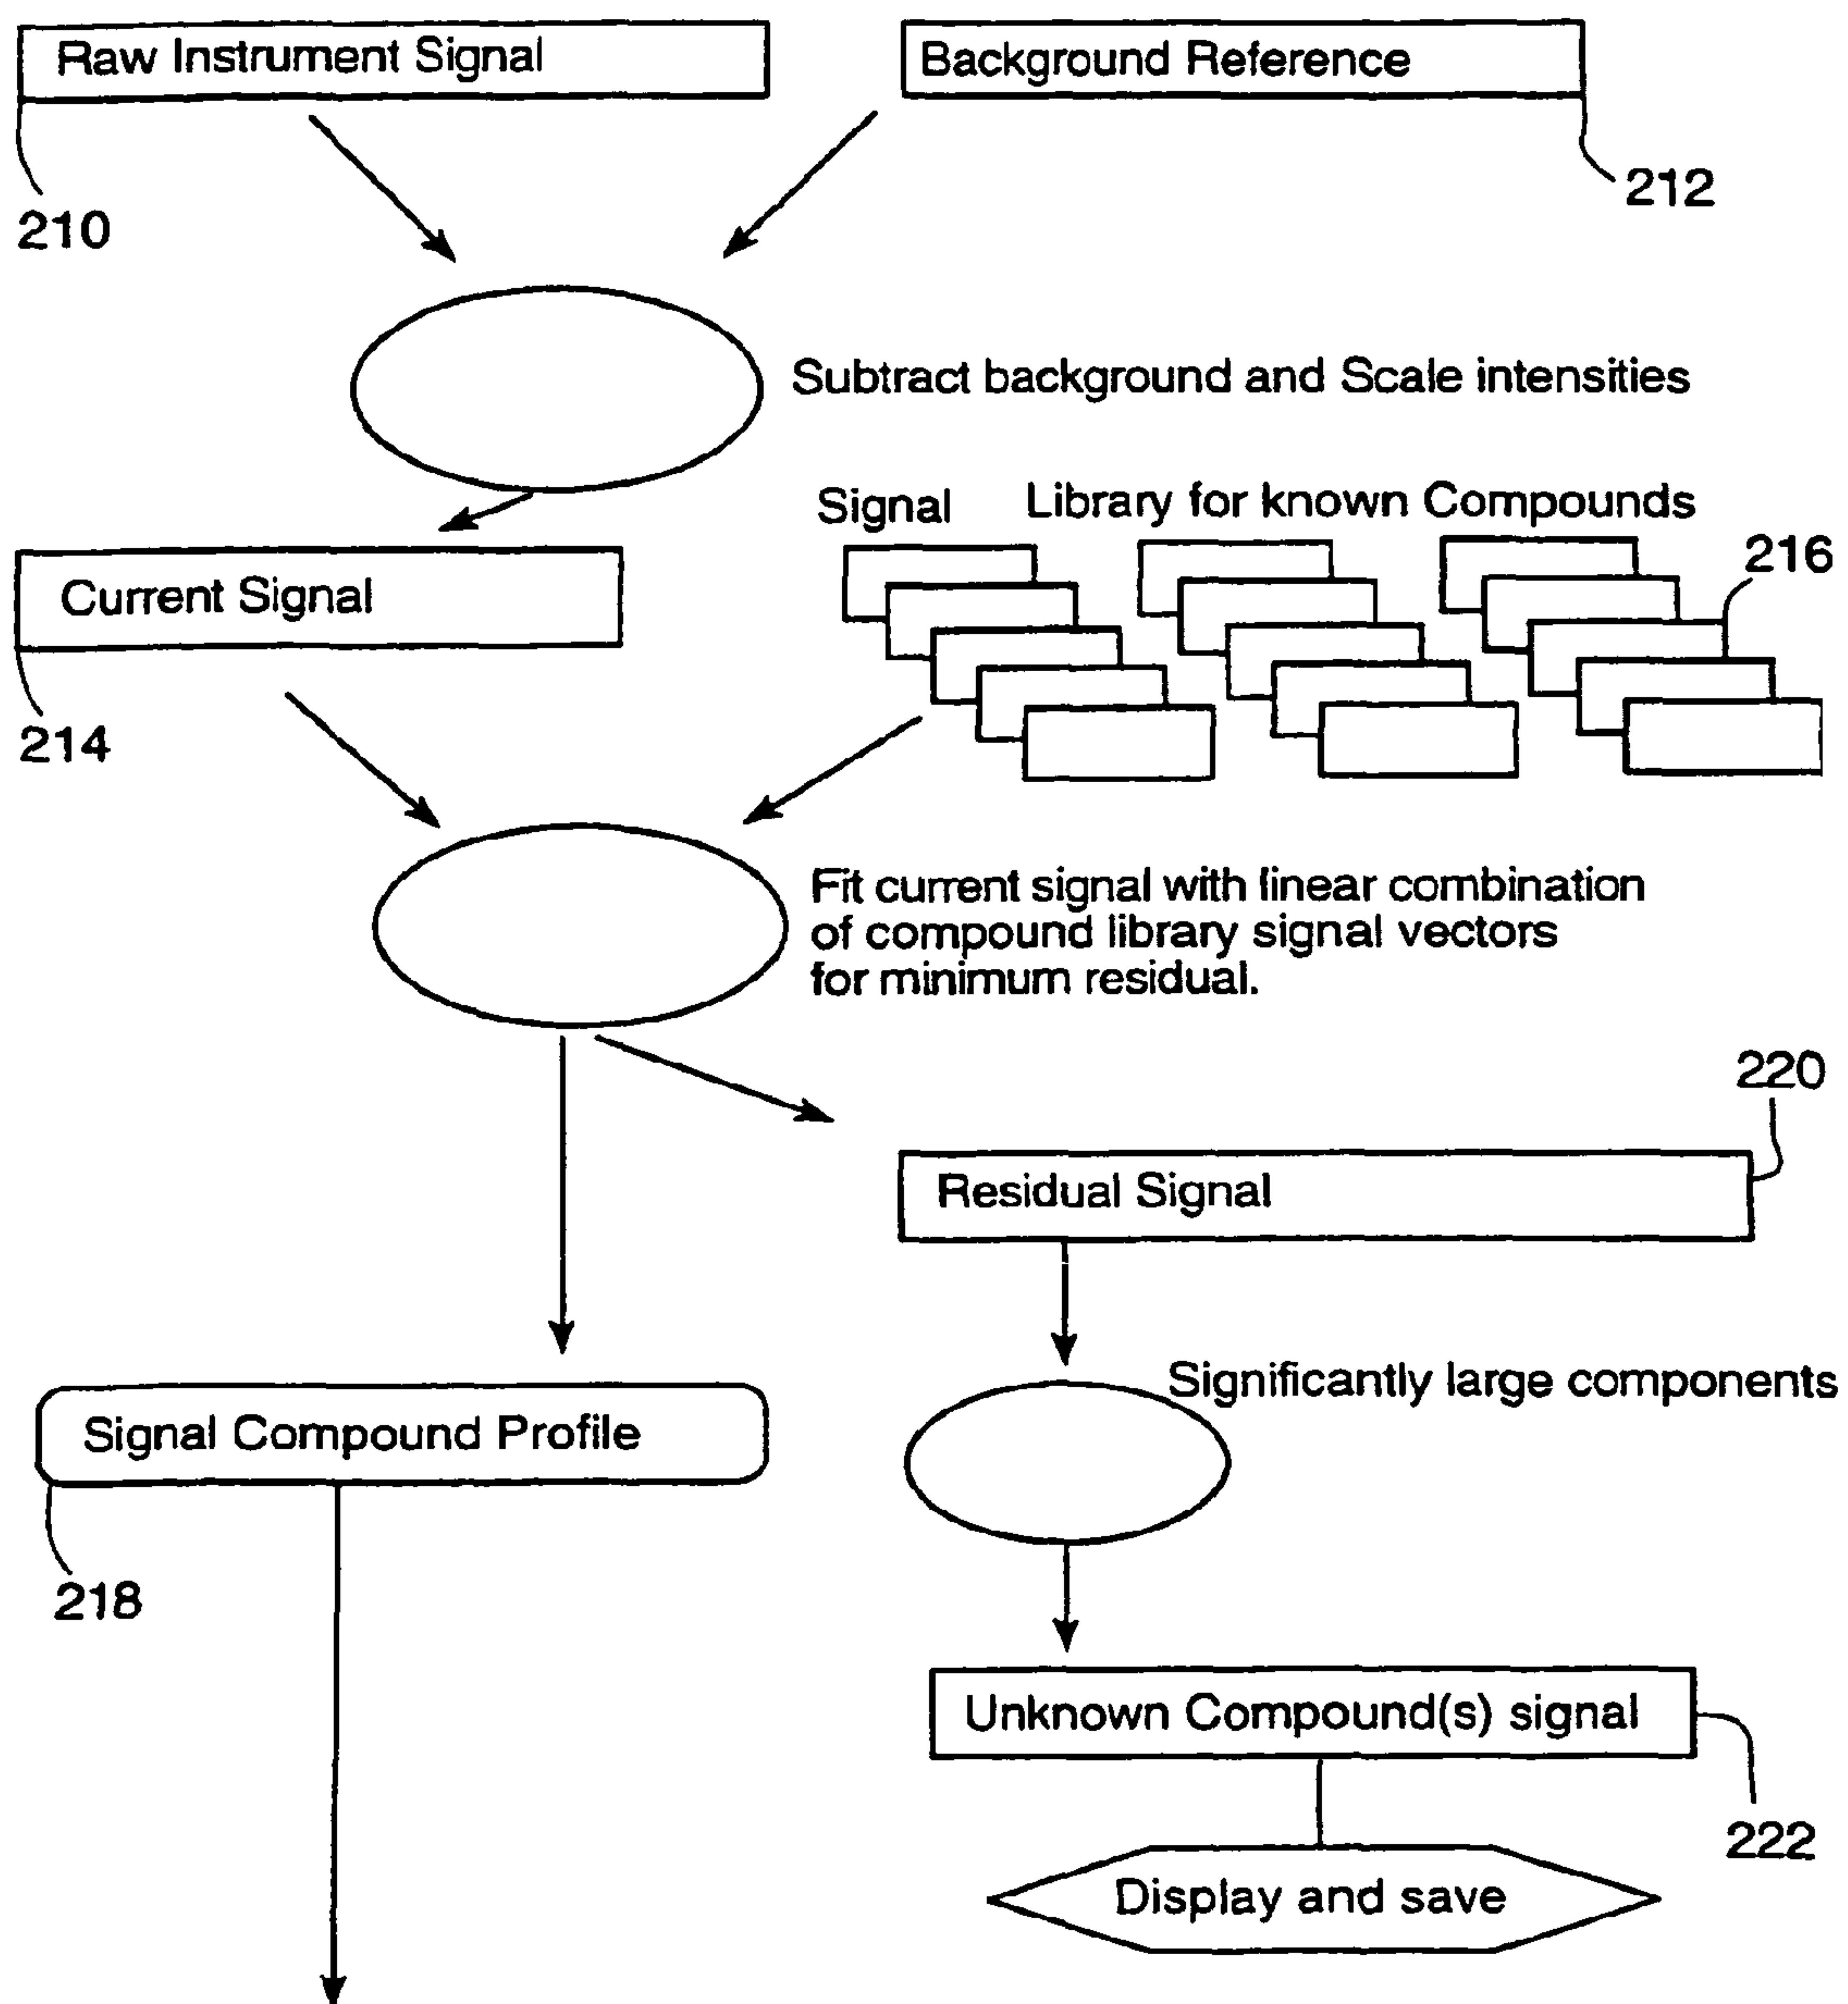 Raw Instrument Signal
Background Reference
210
212
Subtract background and Scale intensities
Signal Library for known Compounds
216
Current Signal
214
Fit current signal with linear combination
of compound library signal vectors
for minimum residual.
220
Residual Signal
Significantly large components
Signal Compound Profile
218
Unknown Compound(s) signal
222
Display and save